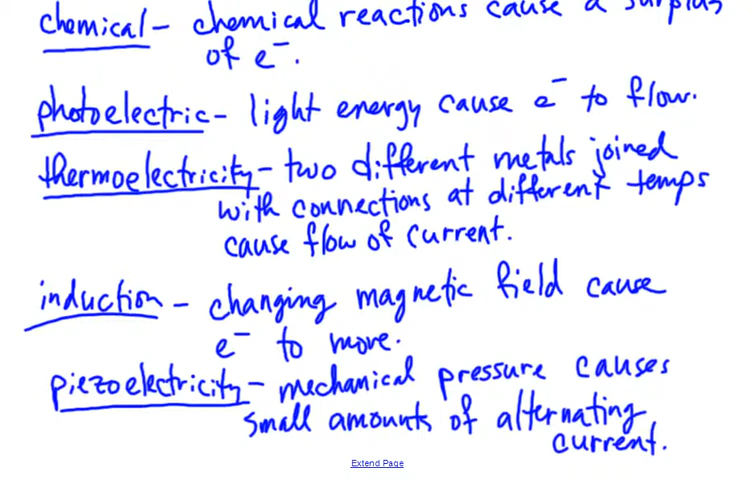 chemical - chemical reactions cause a surplus
of e⁻.
photoelectric - light energy cause e⁻ to flow.
thermoelectricity - two different metals joined
with connections at different temps
cause flow of current.
induction - changing magnetic field cause
e⁻ to move.
piezoelectricity - mechanical pressure causes
small amounts of alternating
current.
Extend Page